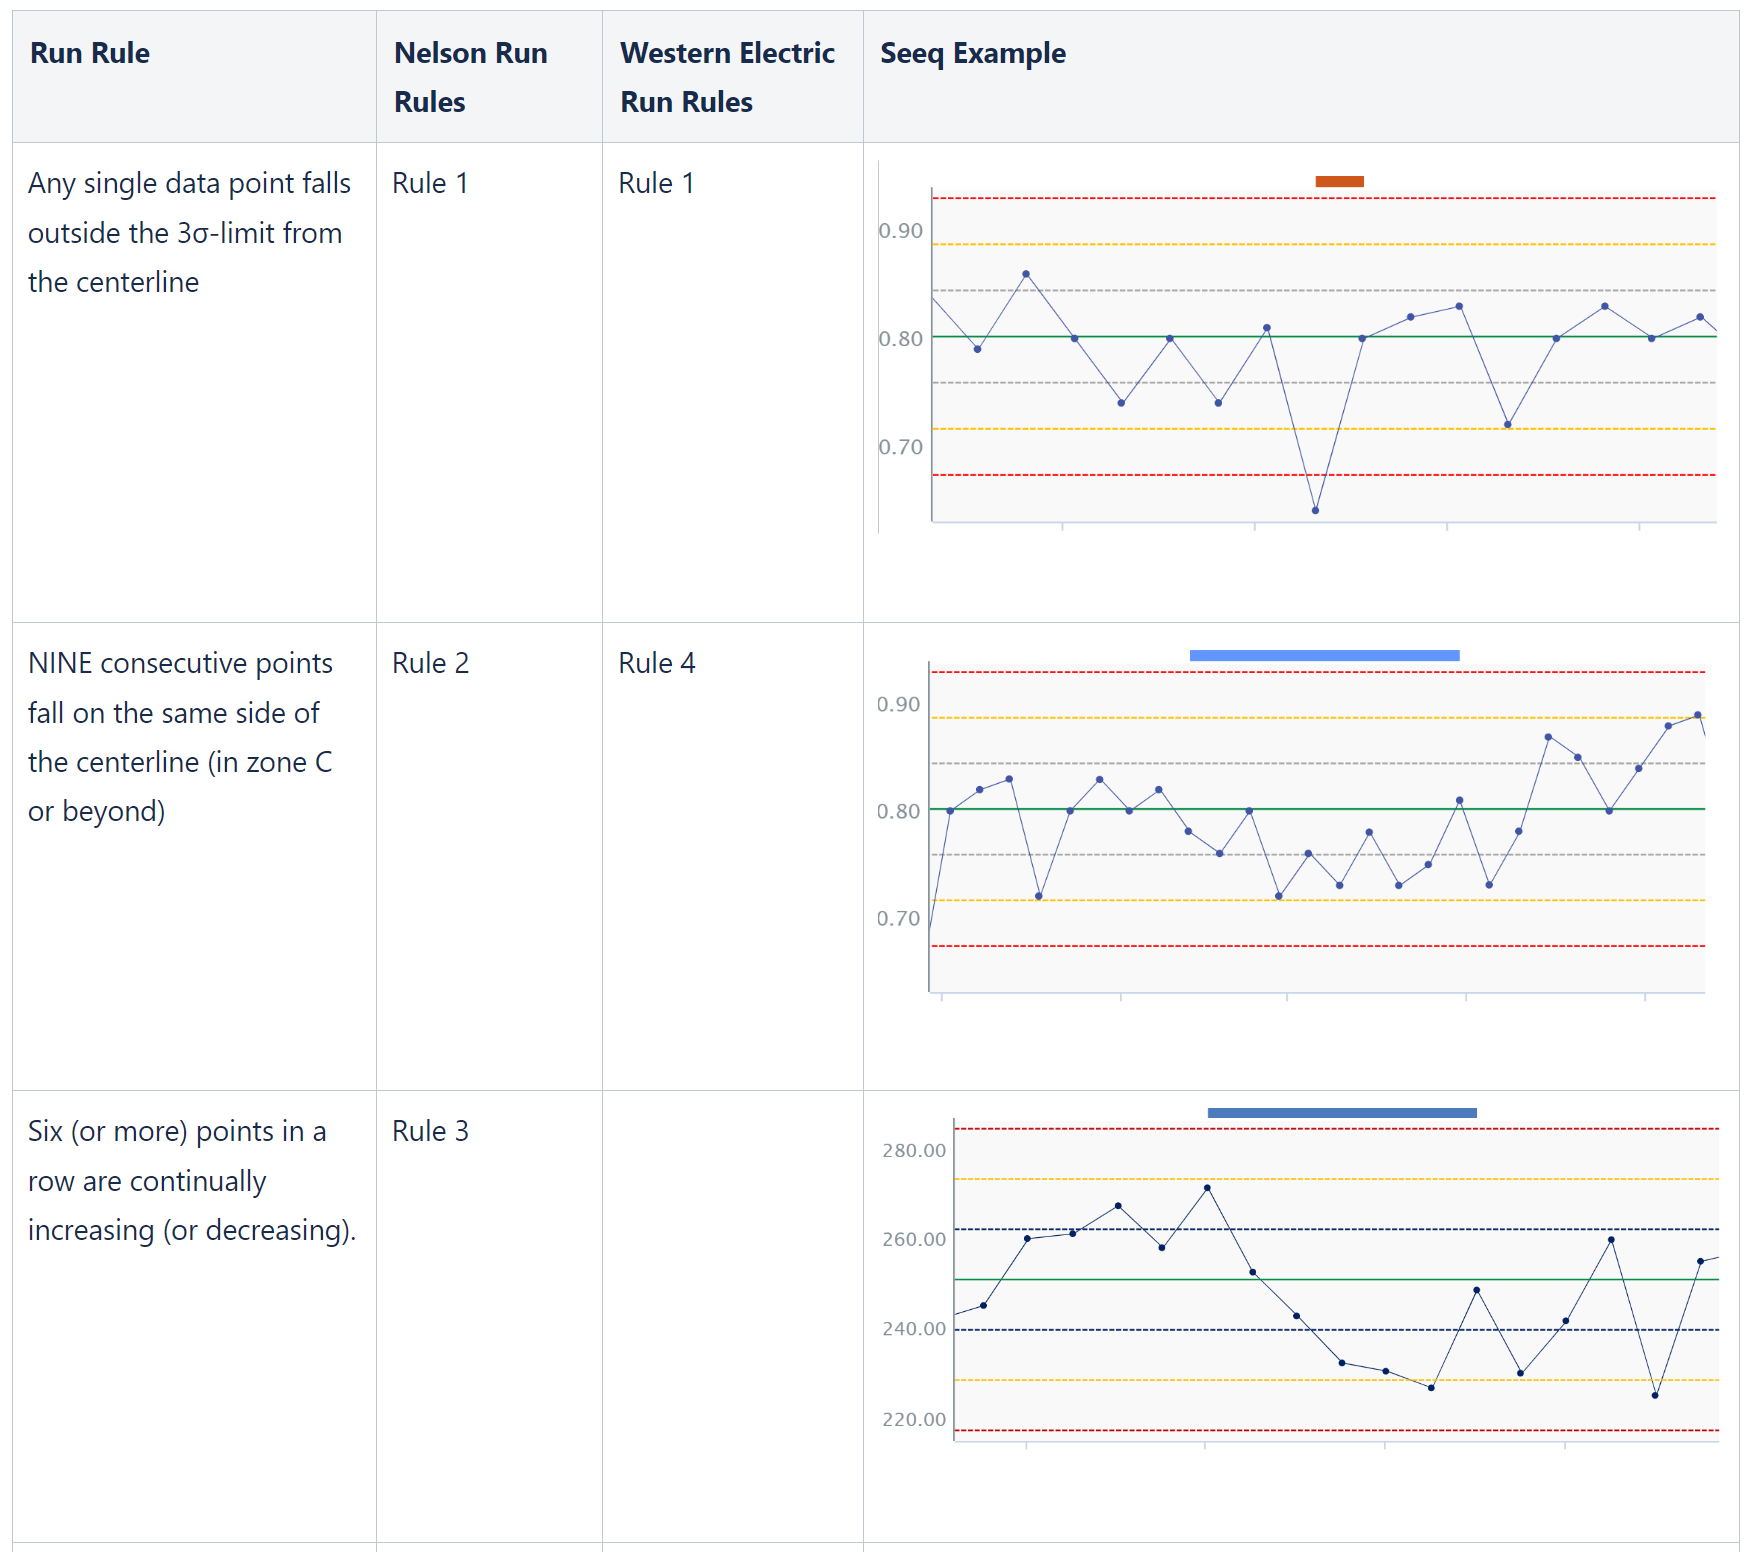 Run Rule
Nelson Run
Rules
Western Electric
Run Rules
Seeq Example
Any single data point falls
outside the 3σ-limit from
the centerline
Rule 1
Rule 1
0.90
0.80
0.70
NINE consecutive points
fall on the same side of
the centerline (in zone C
or beyond)
Rule 2
Rule 4
0.90
0.80
0.70
Six (or more) points in a
row are continually
increasing (or decreasing).
Rule 3
280.00
260.00
240.00
220.00